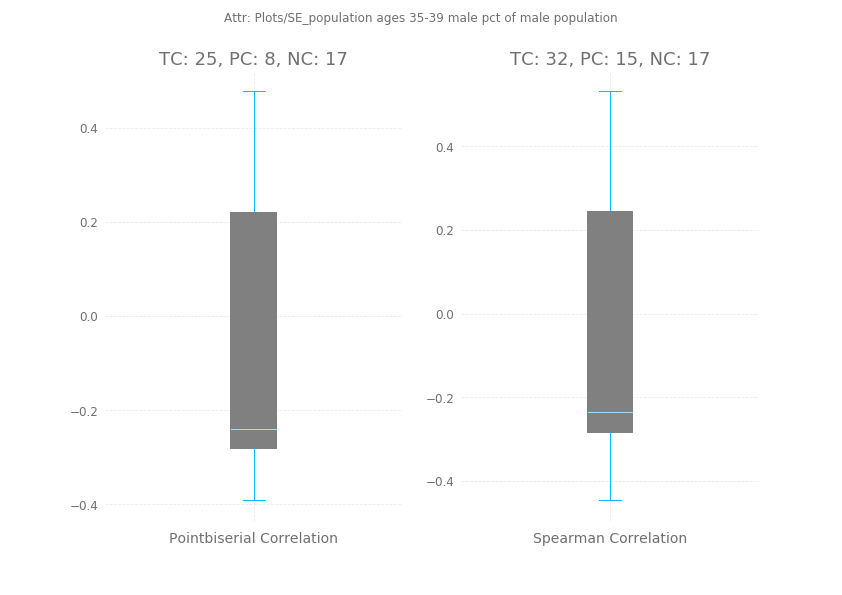 Attr: Plots/SE_population ages 35-39 male pct of male population
TC: 25, PC: 8, NC: 17
0.4
0.2
0.0
−0.2
−0.4
Pointbiserial Correlation
TC: 32, PC: 15, NC: 17
0.4
0.2
0.0
−0.2
−0.4
Spearman Correlation